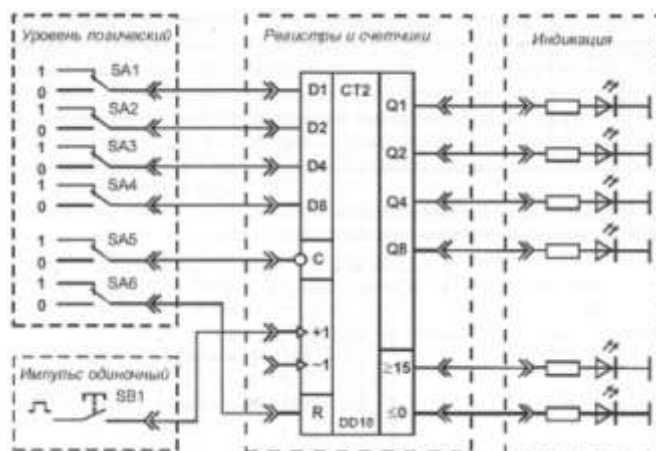 Уровень логический
Регистры и счетчики
Индикация
1
SA1
0
1
SA2
0
1
SA3
0
1
SA4
0
1
SA5
0
1
SA6
0
D1
CT2
Q1
D2
Q2
D4
Q4
D8
Q8
C
+1
-1
≥15
R
≤0
DD10
Импульс одиночный
SB1